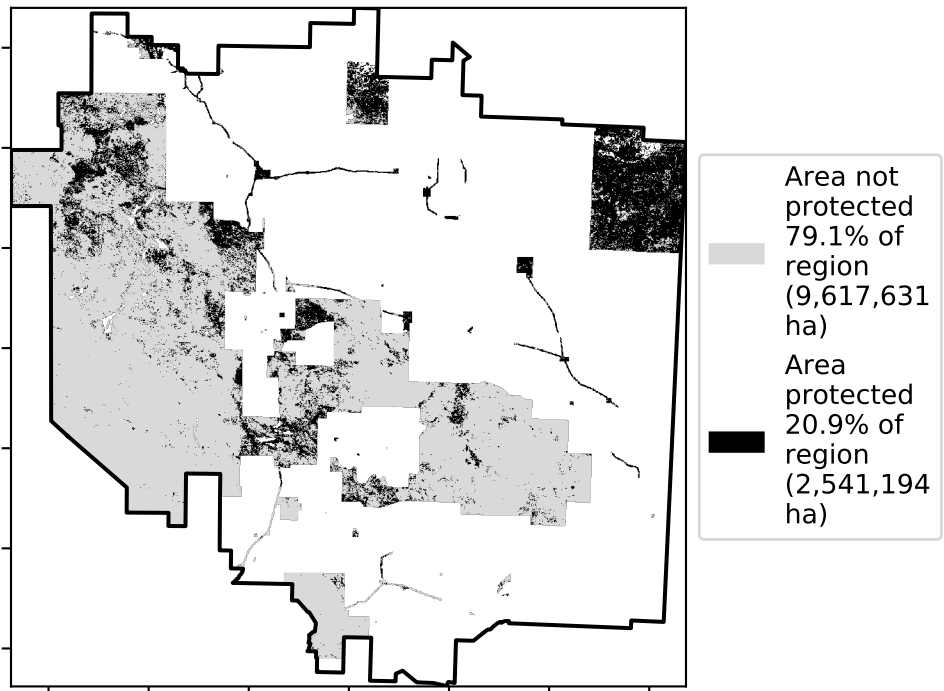 Area not
protected
79.1% of
region
(9,617,631
ha)
Area
protected
20.9% of
region
(2,541,194
ha)